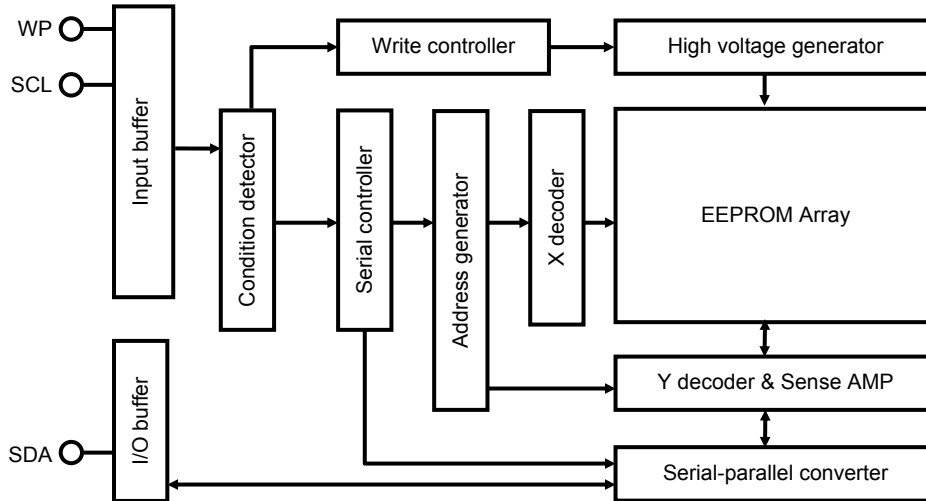 WP
SCL
SDA
Input buffer
I/O buffer
Condition detector
Write controller
High voltage generator
Serial controller
Address generator
X decoder
EEPROM Array
Y decoder & Sense AMP
Serial-parallel converter